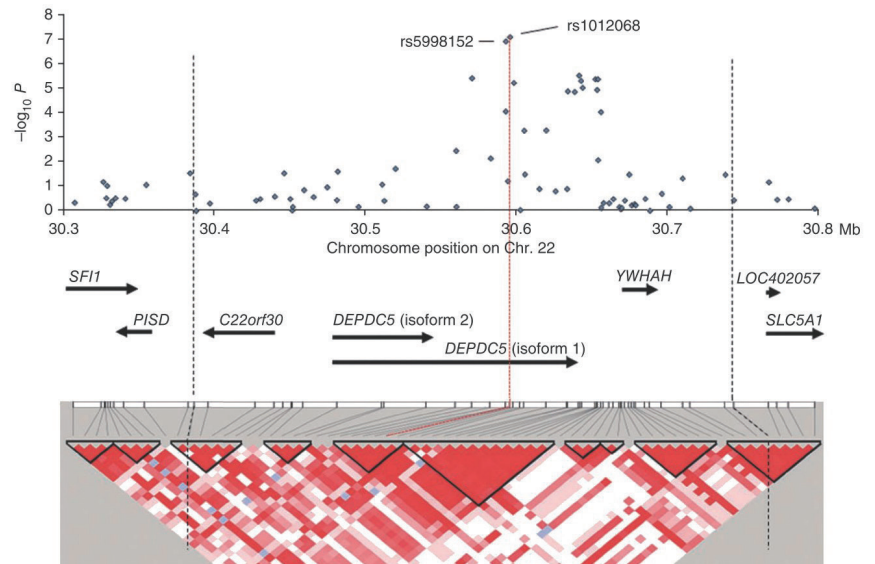 8
7
6
5
4
3
2
1
0
–log10 P
rs5998152
rs1012068
30.3 30.4 30.5 30.6 30.7 30.8 Mb
Chromosome position on Chr. 22
SFI1 YWHAH LOC402057
PISD C22orf30 DEPDC5 (isoform 2) SLC5A1
DEPDC5 (isoform 1)